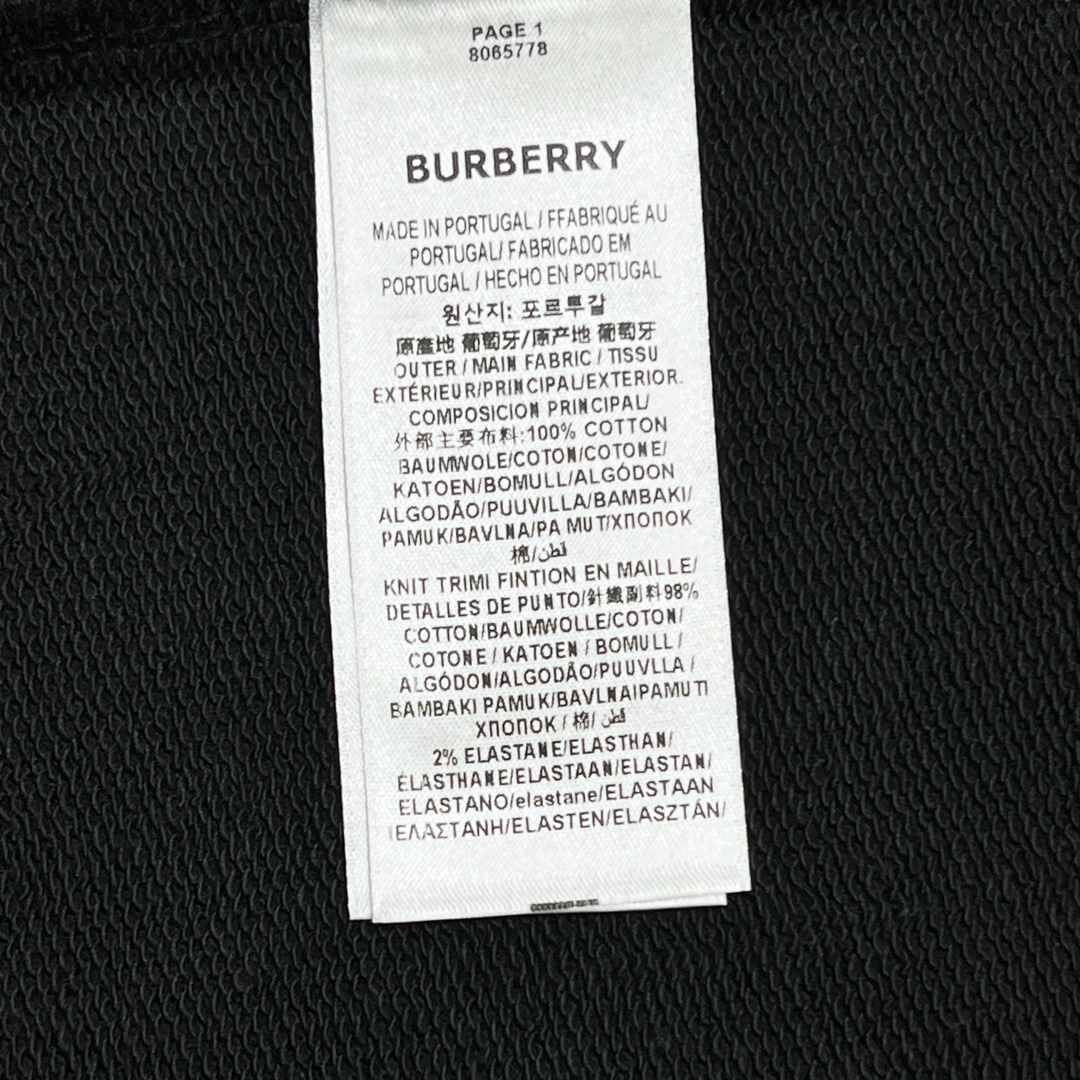 PAGE 1
8065778
BURBERRY
MADE IN PORTUGAL / FFABRIQUÉ AU
PORTUGAL/ FABRICADO EM
PORTUGAL / HECHO EN PORTUGAL
원산지: 포르투갈
原產地 葡萄牙/原产地 葡萄牙
OUTER / MAIN FABRIC / TISSU
EXTÉRIEUR/PRINCIPAL/EXTERIOR.
COMPOSICION PRINCIPAL/
外部主要布料:100% COTTON
BAUMWOLE/COTON/COTONE/
KATOEN/BOMULL/ALGÓDON
ALGODÃO/PUUVILLA/BAMBAKI/
PAMUK/BAVLNA/PA MUT/ХПОПОК
棉/قطن
KNIT TRIMI FINTION EN MAILLE/
DETALLES DE PUNTO/針織副料98%
COTTON/BAUMWOLLE/COTON/
COTONE / KATOEN / BOMULL /
ALGÓDON/ALGODÃO/PUUVLLA /
BAMBAKI PAMUK/BAVLNAIPAMUTI
ХПОПОК / 棉/ قطن
2% ELASTANE/ELASTHAN/
ÉLASTHANE/ELASTAAN/ELASTAN/
ELASTANO/elastane/ELASTAAN
IΕΛΑΣΤΑΝΗ/ELASTEN/ELASZTÁN/